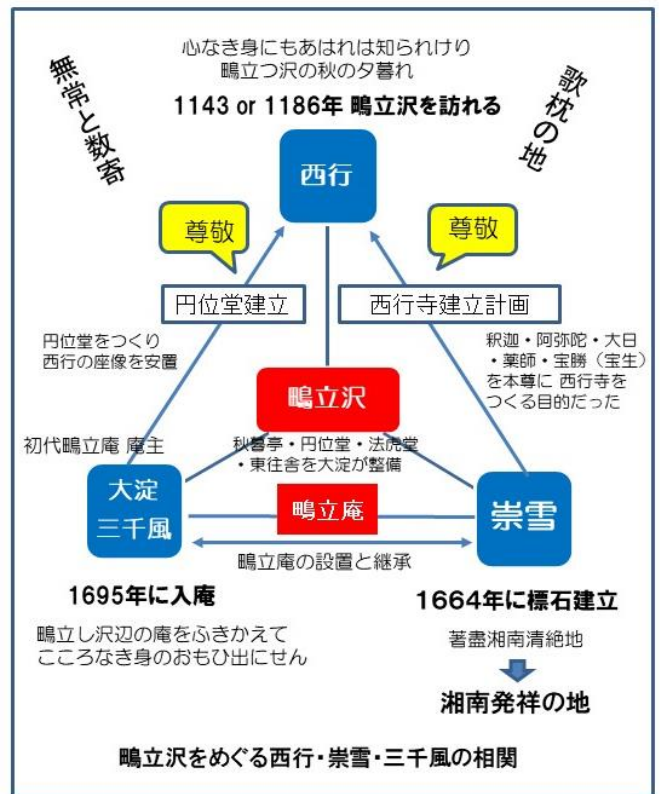 心なき身にもあはれは知られけり
鴫立つ沢の秋の夕暮れ
1143 or 1186年 鴫立沢を訪れる
無常と数寄
歌枕の地
西行
尊敬
尊敬
円位堂建立
西行寺建立計画
円位堂をつくり
西行の座像を安置
釈迦・阿弥陀・大日
・薬師・宝勝（宝生）
を本尊に 西行寺を
つくる目的だった
鴫立沢
初代鴫立庵 庵主
秋暮亭・円位堂・法虎堂
・東往舎を大淀が整備
大淀
三千風
鴫立庵
崇雪
鴫立庵の設置と継承
1695年に入庵
1664年に標石建立
鴫立し沢辺の庵をふきかえて
こころなき身のおもひ出にせん
著盡湘南清絶地
湘南発祥の地
鴫立沢をめぐる西行・崇雪・三千風の相関